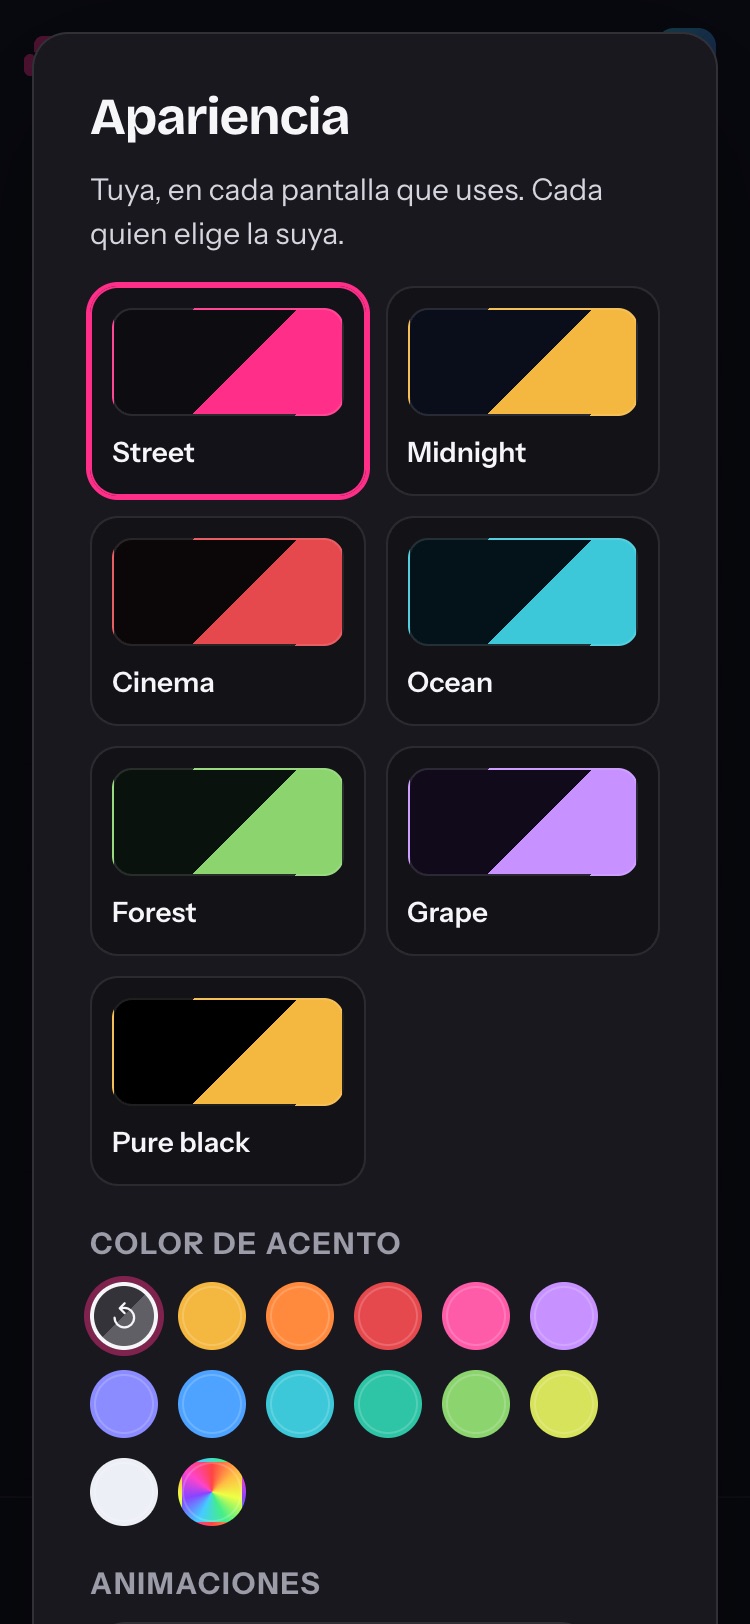 Apariencia
Tuya, en cada pantalla que uses. Cada
quien elige la suya.
Street
Midnight
Cinema
Ocean
Forest
Grape
Pure black
COLOR DE ACENTO
ANIMACIONES